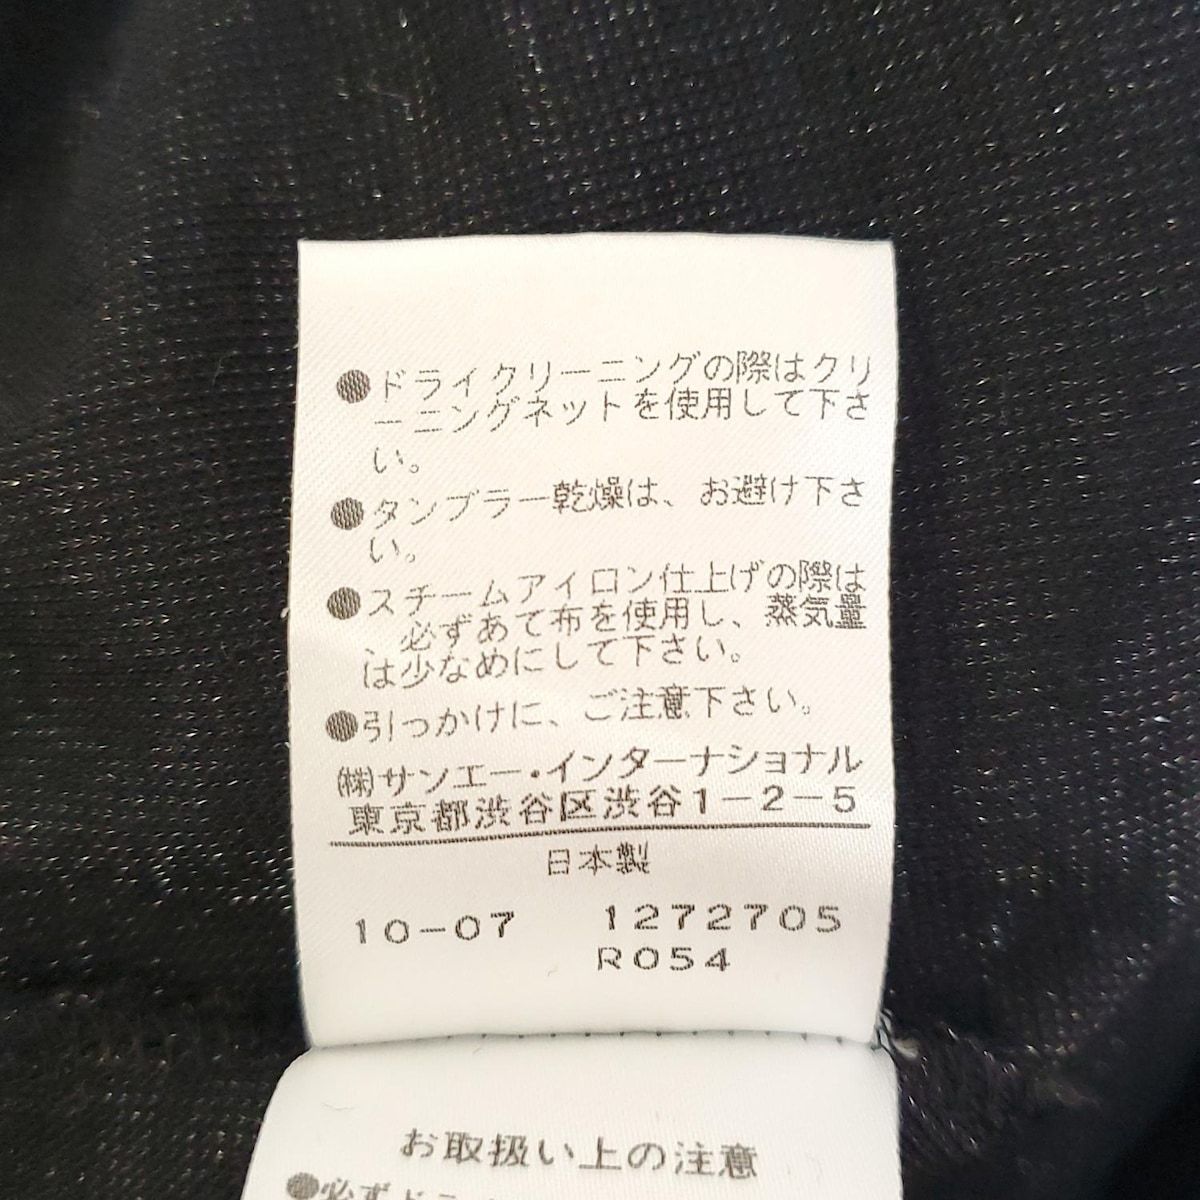 ●ドライクリーニングの際はクリ
ーニングネットを使用して下さ
い。
●タンブラー乾燥は、お避け下さ
い。
●スチームアイロン仕上げの際は
必ずあて布を使用し、蒸気量
は少なめにして下さい。
●引っかけに、ご注意下さい。
㈱サンエー・インターナショナル
東京都渋谷区渋谷1-2-5
日本製
10-07 1272705
R054
お取扱い上の注意
●必ずドラ